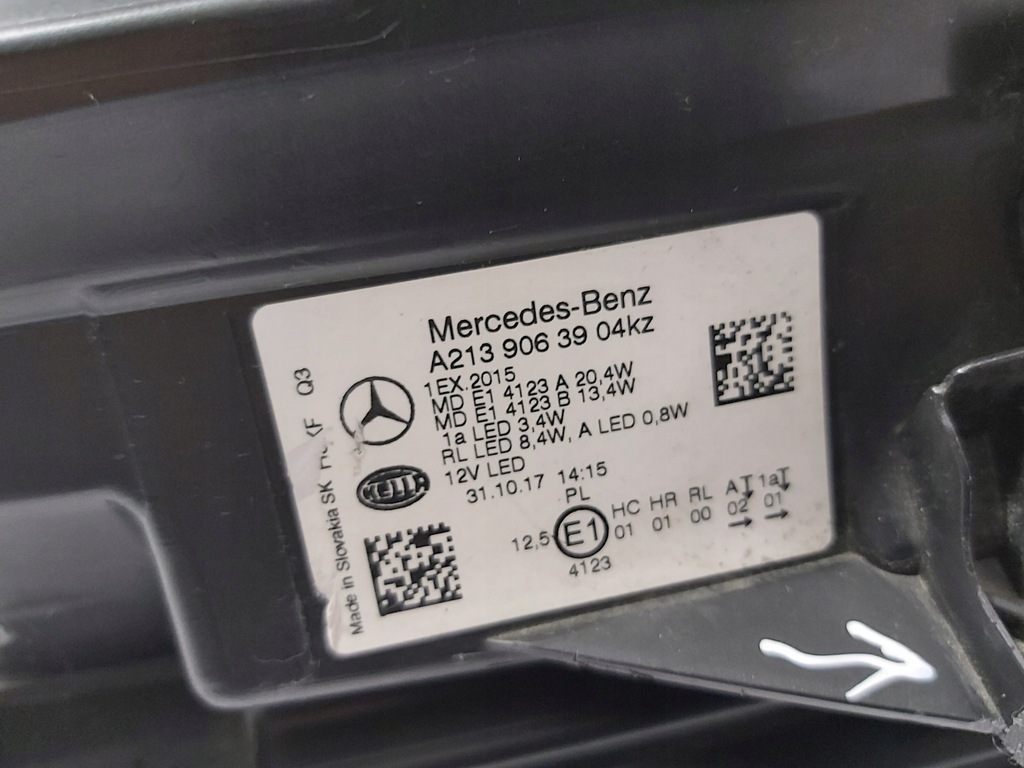 Mercedes-Benz
A213 906 39 04kz
1EX.2015
MD E1 4123 A 20,4W
MD E1 4123 B 13,4W
1a LED 3,4W
RL LED 8,4W, A LED 0,8W
12V LED
31.10.17 14:15
PL
12,5 E1 HC HR RL A 1a
01 01 00 02 01
4123
HELLA
Made in Slovakia SK
Q3